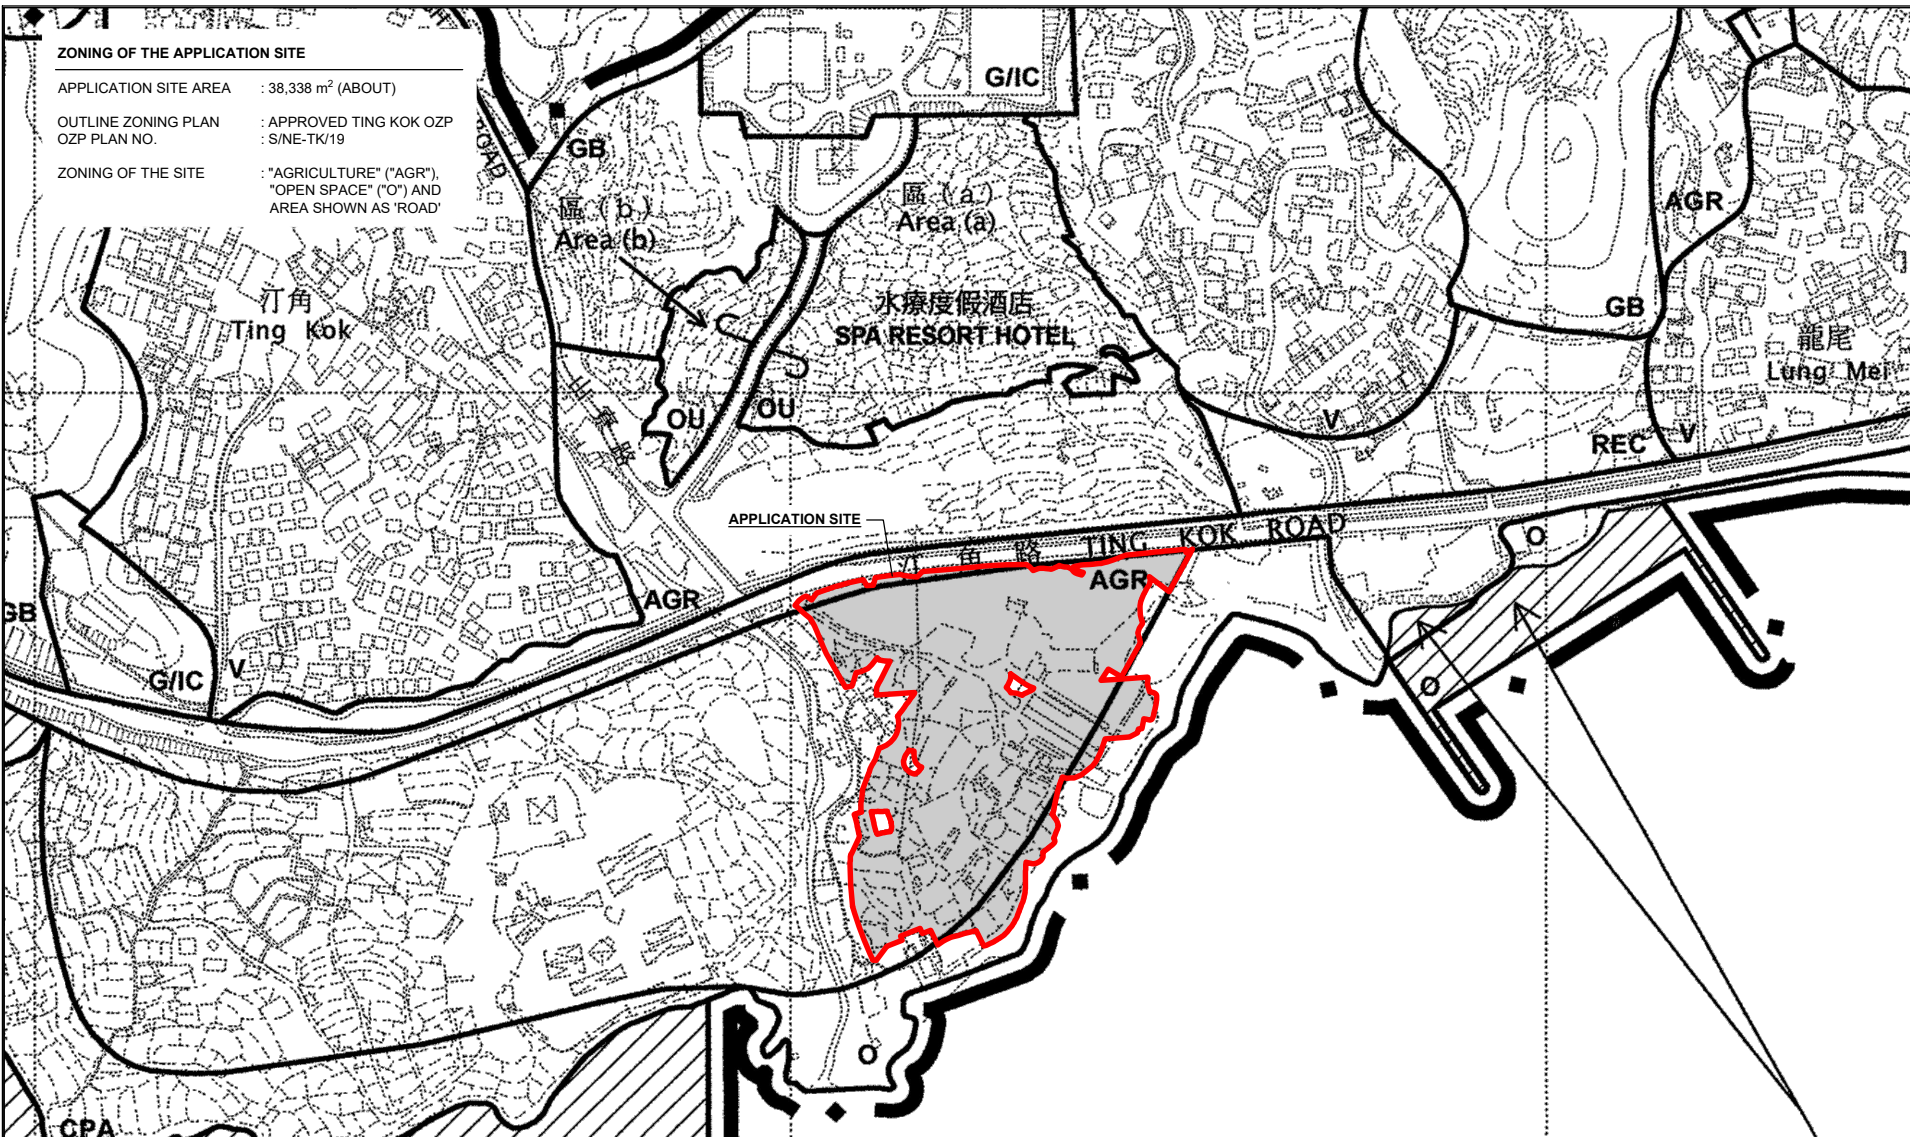 ZONING OF THE APPLICATION SITE
APPLICATION SITE AREA : 38,338 m² (ABOUT)
OUTLINE ZONING PLAN : APPROVED TING KOK OZP
OZP PLAN NO. : S/NE-TK/19
ZONING OF THE SITE : "AGRICULTURE" ("AGR"),
"OPEN SPACE" ("O") AND
AREA SHOWN AS 'ROAD'
ROAD
G/IC
GB
區 (b)
Area (b)
區 (a)
Area (a)
AGR
汀角
Ting Kok
水療度假酒店
SPA RESORT HOTEL
GB
龍尾
Lung Mei
OU
OU
V
REC
V
APPLICATION SITE
汀 角 路 TING KOK ROAD
O
AGR
AGR
GB
G/IC
V
O
O
CPA